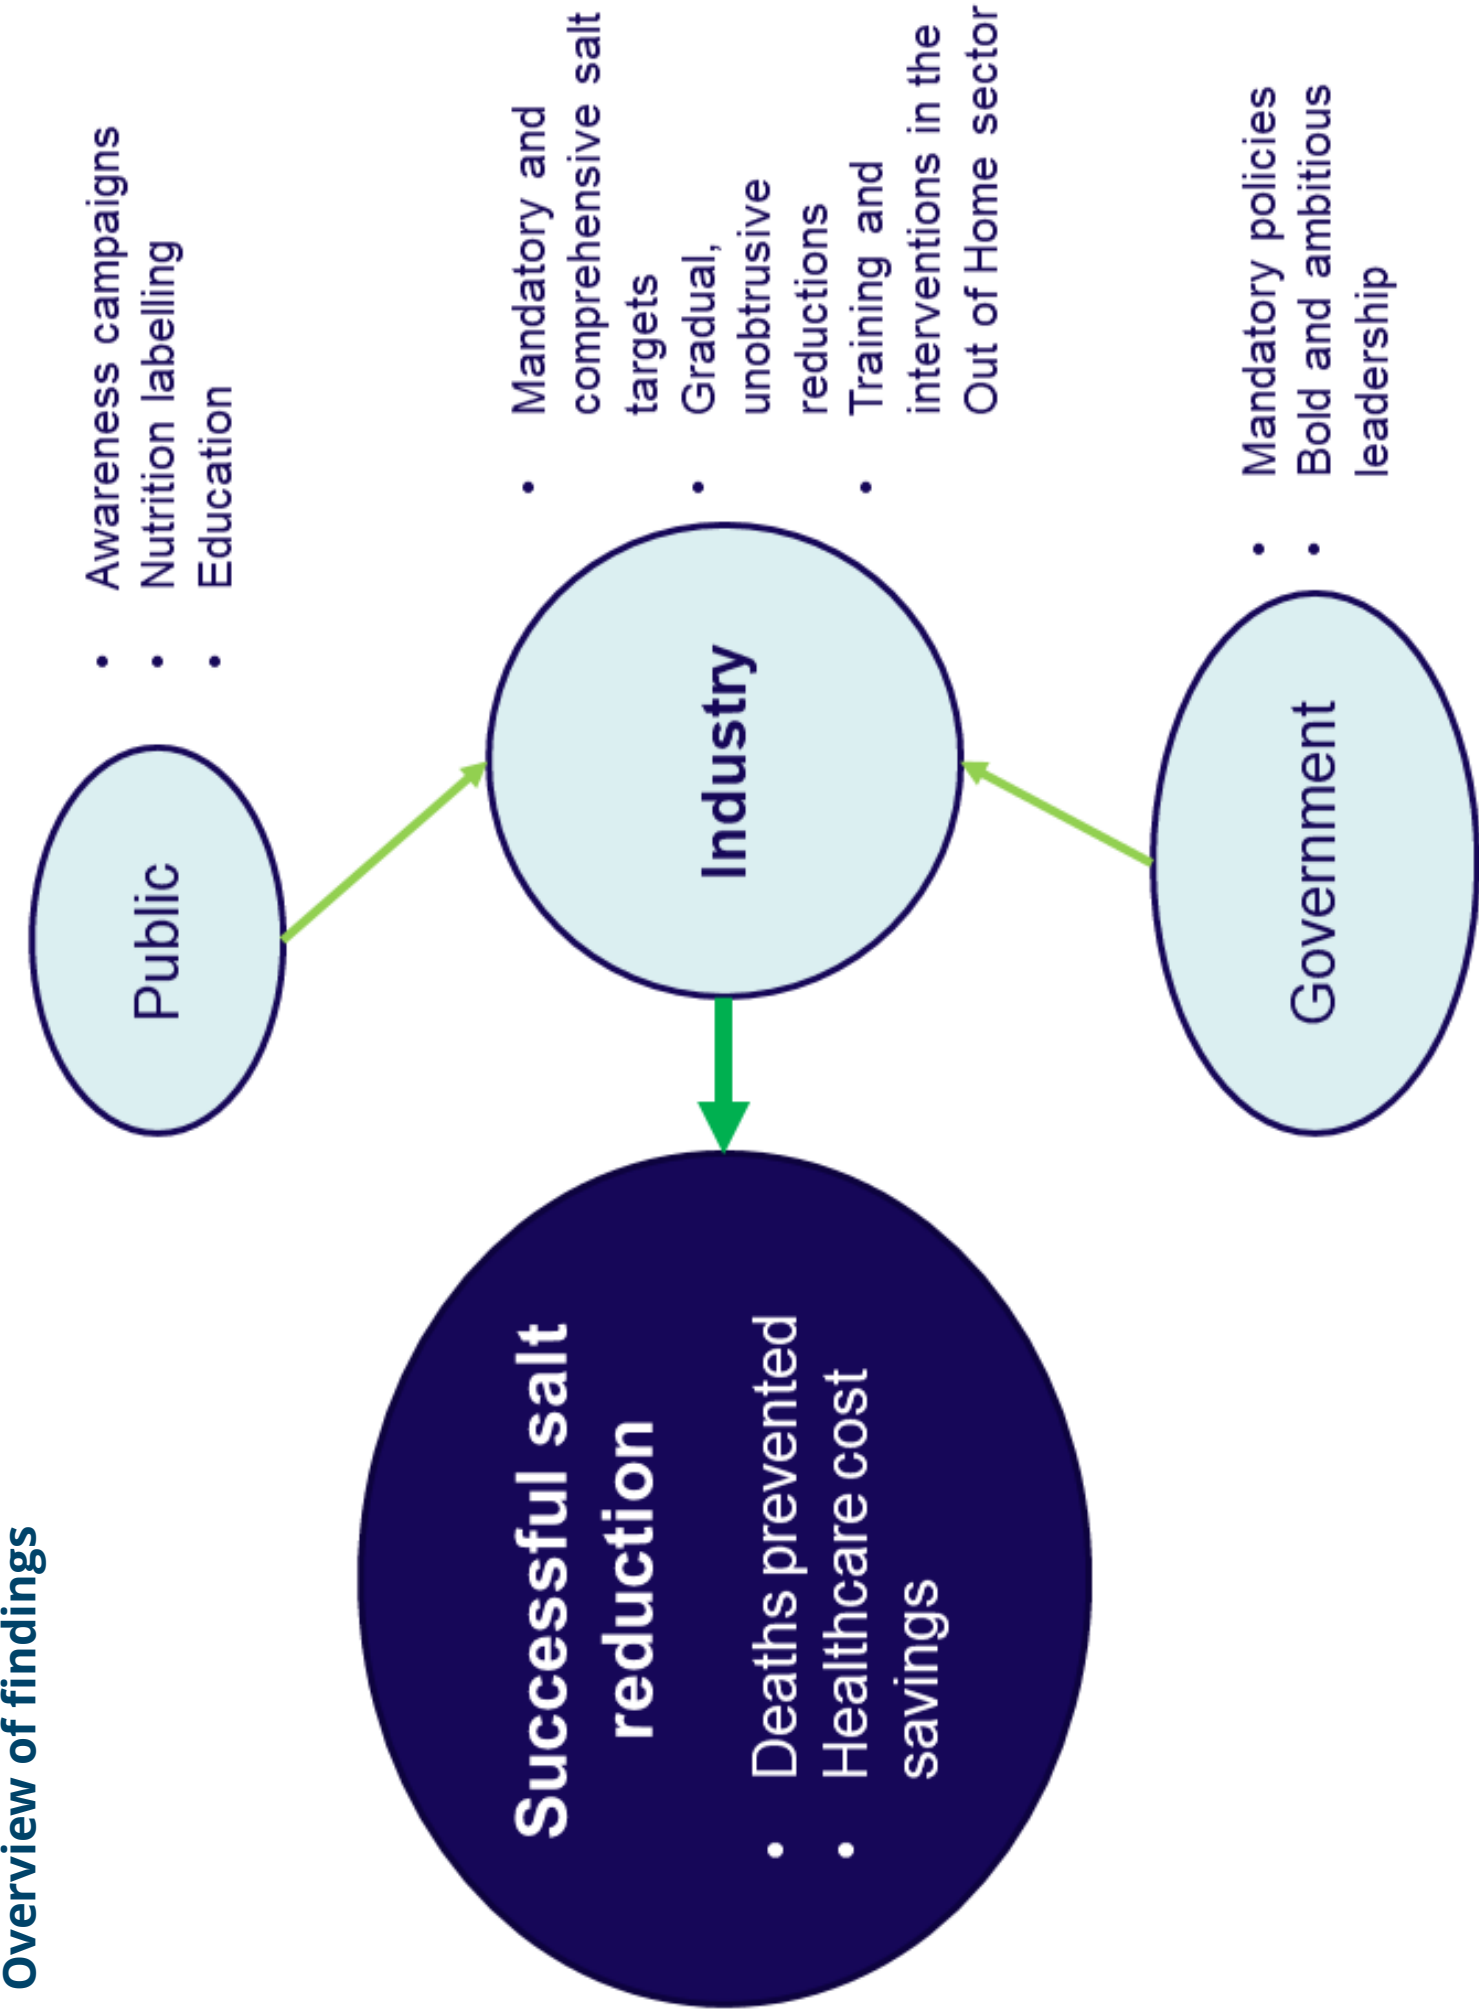 Overview of findings
Public
• Awareness campaigns
• Nutrition labelling
• Education
Successful salt
reduction
• Deaths prevented
• Healthcare cost
savings
Industry
• Mandatory and
comprehensive salt
targets
• Gradual,
unobtrusive
reductions
• Training and
interventions in the
Out of Home sector
Government
• Mandatory policies
• Bold and ambitious
leadership